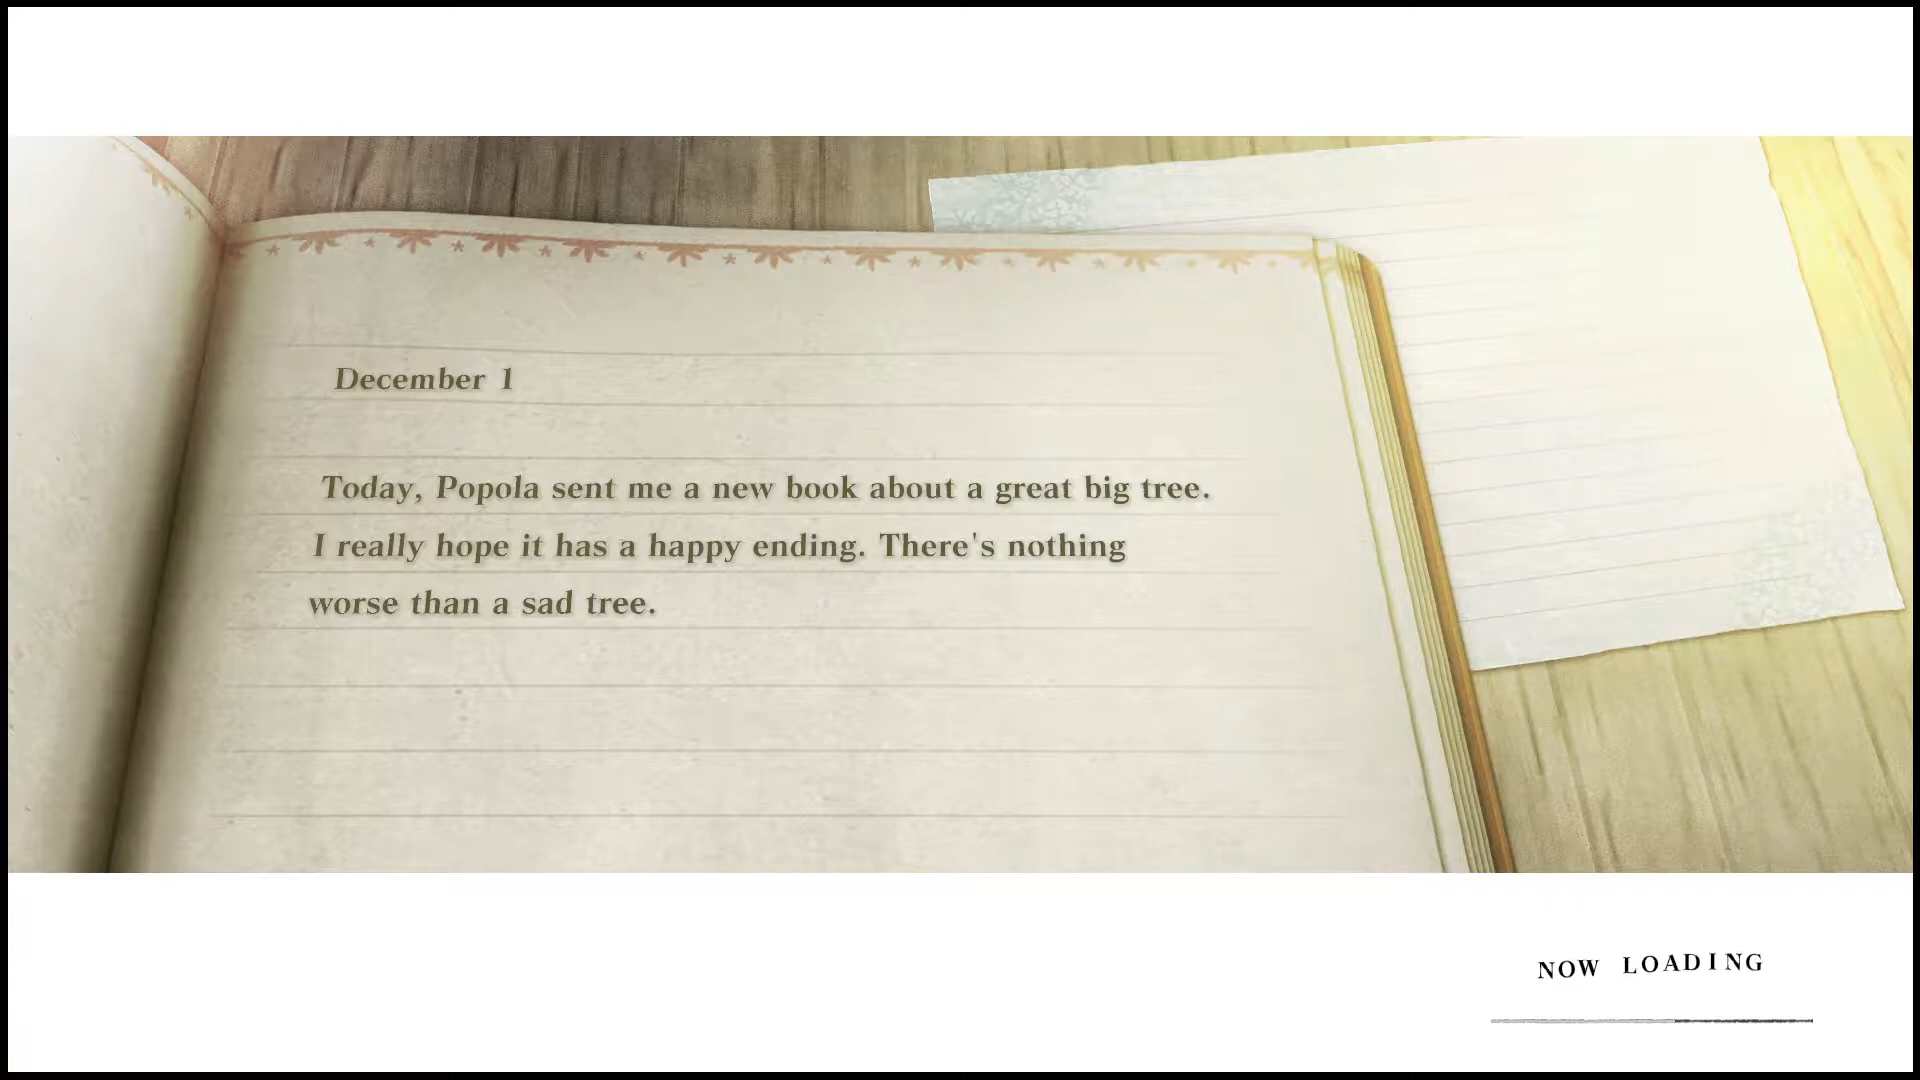 December 1
Today, Popola sent me a new book about a great big tree.
I really hope it has a happy ending. There's nothing
worse than a sad tree.
NOW LOADING